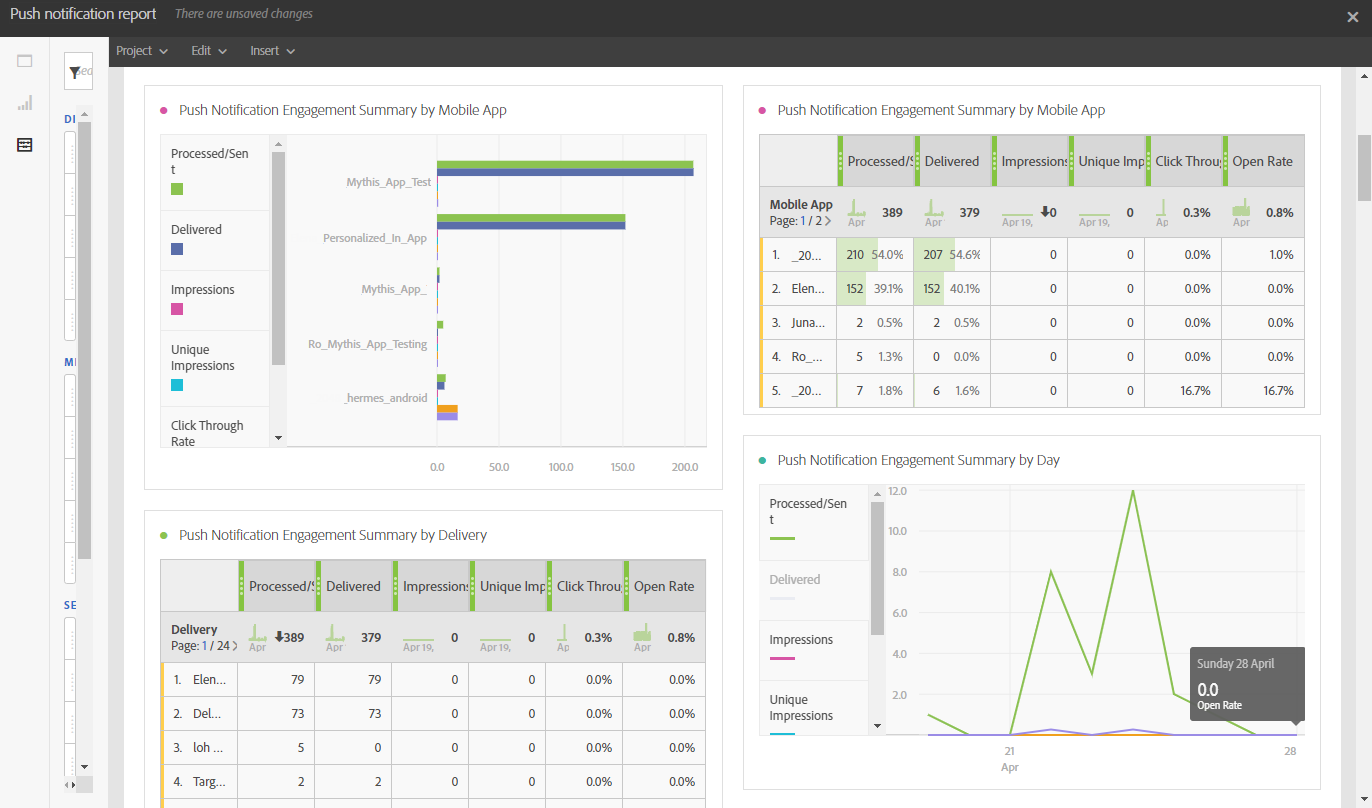 Push notification report There are unsaved changes
Project Edit Insert
DI
MI
SE
Push Notification Engagement Summary by Mobile App
Processed/Sen
t
Delivered
Impressions
Unique
Impressions
Click Through
Rate
Mythis_App_Test
Personalized_In_App
Mythis_App_
Ro_Mythis_App_Testing
_hermes_android
0.0 50.0 100.0 150.0 200.0
Push Notification Engagement Summary by Mobile App
Processed/S Delivered Impressions Unique Imp Click Throu Open Rate
Mobile App
Page: 1 / 2
Apr 389 Apr 379 Apr 19, 0 Apr 19, 0 Ap 0.3% Apr 0.8%
1. _20... 210 54.0% 207 54.6% 0 0 0.0% 1.0%
2. Elen... 152 39.1% 152 40.1% 0 0 0.0% 0.0%
3. Juna... 2 0.5% 2 0.5% 0 0 0.0% 0.0%
4. Ro_... 5 1.3% 0 0.0% 0 0 0.0% 0.0%
5. _20... 7 1.8% 6 1.6% 0 0 16.7% 16.7%
Push Notification Engagement Summary by Delivery
Processed/S Delivered Impressions Unique Imp Click Throu Open Rate
Delivery
Page: 1 / 24
Apr 389 Apr 379 Apr 19, 0 Apr 19, 0 Ap 0.3% Apr 0.8%
1. Elen... 79 79 0 0 0.0% 0.0%
2. Del... 73 73 0 0 0.0% 0.0%
3. loh ... 5 0 0 0 0.0% 0.0%
4. Targ... 2 2 0 0 0.0% 0.0%
Push Notification Engagement Summary by Day
Processed/Sen
t
Delivered
Impressions
Unique
Impressions
12.0
10.0
8.0
6.0
4.0
2.0
Sunday 28 April
0.0
Open Rate
21 28
Apr